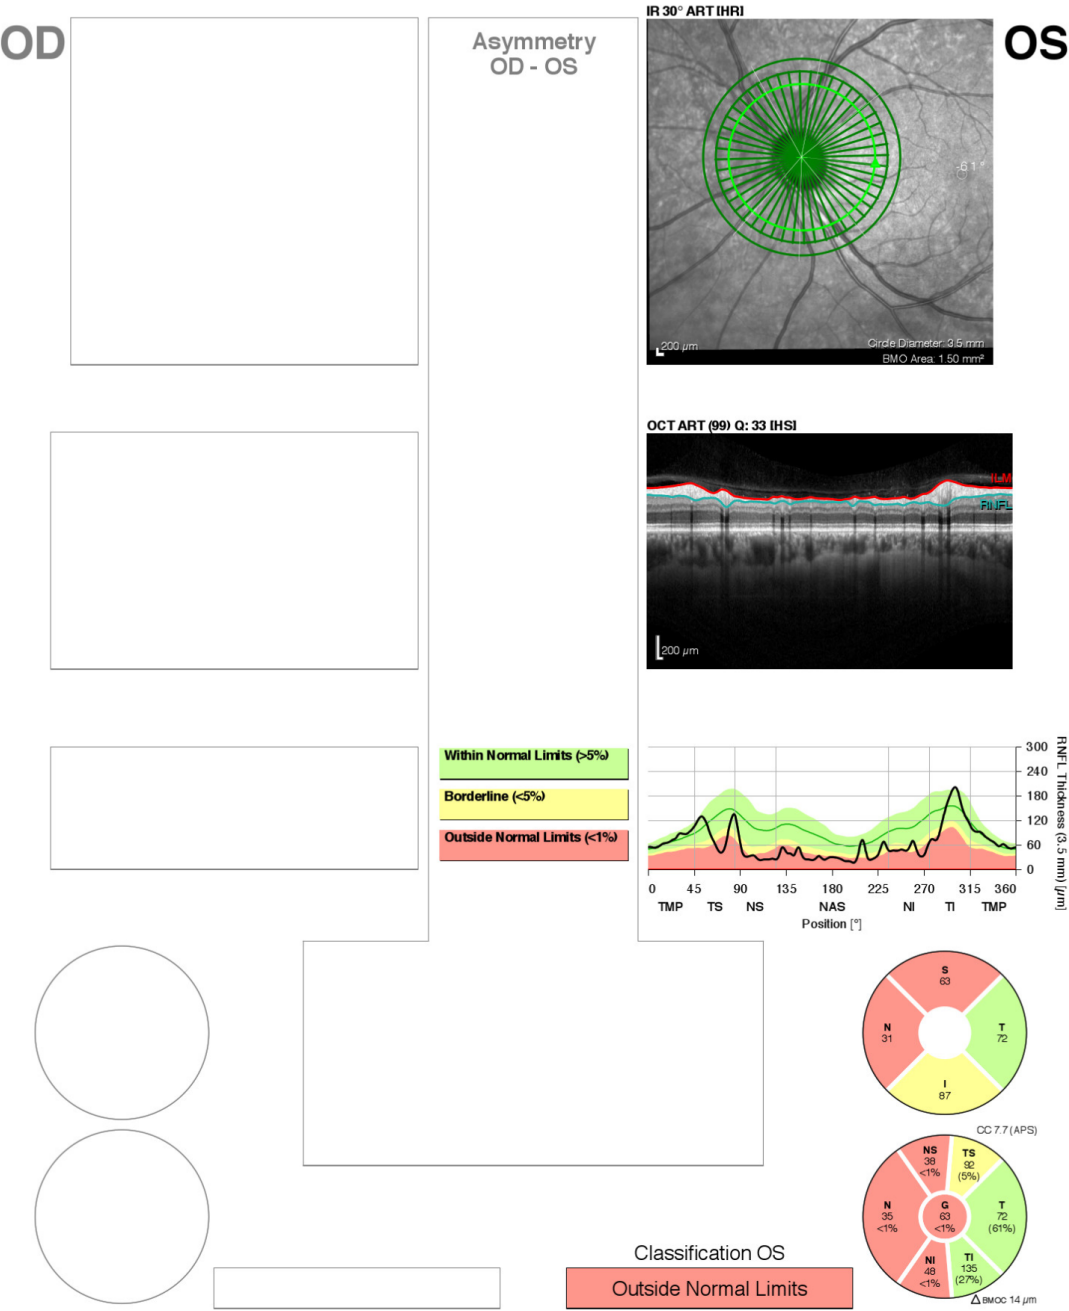 OD
Asymmetry
OD - OS
IR 30° ART [HR]
OS
-6.1°
200 µm
Circle Diameter: 3.5 mm
BMO Area: 1.50 mm²
OCT ART (99) Q: 33 [HS]
ILM
RNFL
200 µm
Within Normal Limits (>5%)
Borderline (<5%)
Outside Normal Limits (<1%)
300
240
180
120
60
0
RNFL Thickness (3.5 mm) [µm]
0 45 90 135 180 225 270 315 360
TMP TS NS NAS NI TI TMP
Position [°]
S
63
N
31
T
72
I
87
CC 7.7 (APS)
NS
38
<1%
TS
92
(5%)
N
35
<1%
G
63
<1%
T
72
(61%)
NI
48
<1%
TI
135
(27%)
Δ BMOC 14 µm
Classification OS
Outside Normal Limits